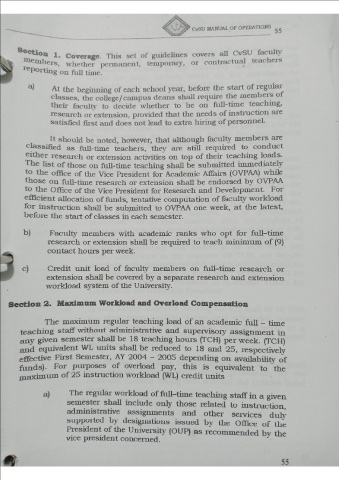 CvSU MANUAL OF OPERATIONS 55
Section 1. Coverage. This set of guidelines covers all CvSU faculty
members, whether permanent, temporary, or contractual teachers
reporting on full time.
a) At the beginning of each school year, before the start of regular
classes, the college/campus deans shall require the members of
their faculty to decide whether to be on full-time teaching,
research or extension, provided that the needs of instruction are
satisfied first and does not lead to extra hiring of personnel.
It should be noted, however, that although faculty members are
classified as full-time teachers, they are still required to conduct
either research or extension activities on top of their teaching loads.
The list of those on full-time teaching shall be submitted immediately
to the office of the Vice President for Academic Affairs (OVPAA) while
those on full-time research or extension shall be endorsed by OVPAA
to the Office of the Vice President for Research and Development. For
efficient allocation of funds, tentative computation of faculty workload
for instruction shall be submitted to OVPAA one week, at the latest,
before the start of classes in each semester.
b) Faculty members with academic ranks who opt for full-time
research or extension shall be required to teach minimum of (9)
contact hours per week.
c) Credit unit load of faculty members on full-time research or
extension shall be covered by a separate research and extension
workload system of the University.
Section 2. Maximum Workload and Overload Compensation
The maximum regular teaching load of an academic full - time
teaching staff without administrative and supervisory assignment in
any given semester shall be 18 teaching hours (TCH) per week. (TCH)
and equivalent WL units shall be reduced to 18 and 25, respectively
effective First Semester, AY 2004 - 2005 depending on availability of
funds). For purposes of overload pay, this is equivalent to the
maximum of 25 instruction workload (WL) credit units
a) The regular workload of full-time teaching staff in a given
semester shall include only those related to instruction,
administrative assignments and other services duly
supported by designations issued by the Office of the
President of the University (OUP) as recommended by the
vice president concerned.
55